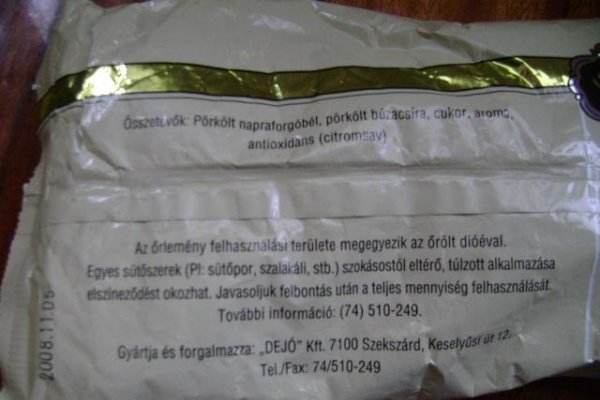 Összetevők: Pörkölt napraforgóbél, pörkölt búzacsíra, cukor, aroma,
antioxidáns (citromsav)
Az őrlemény felhasználási területe megegyezik az őrölt dióéval.
Egyes sütőszerek (Pl: sütőpor, szalakáli, stb.) szokásostól eltérő, túlzott alkalmazása
elszíneződést okozhat. Javasoljuk felbontás után a teljes mennyiség felhasználását.
További információ: (74) 510-249.
Gyártja és forgalmazza: „DEJÓ” Kft. 7100 Szekszárd, Keselyűsi út 12.
Tel./Fax: 74/510-249
2008.11.05